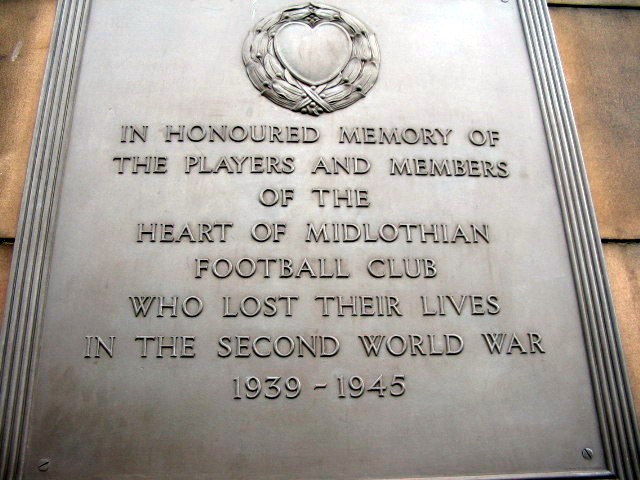 IN HONOURED MEMORY OF
THE PLAYERS AND MEMBERS
OF THE
HEART OF MIDLOTHIAN
FOOTBALL CLUB
WHO LOST THEIR LIVES
IN THE SECOND WORLD WAR
1939 - 1945